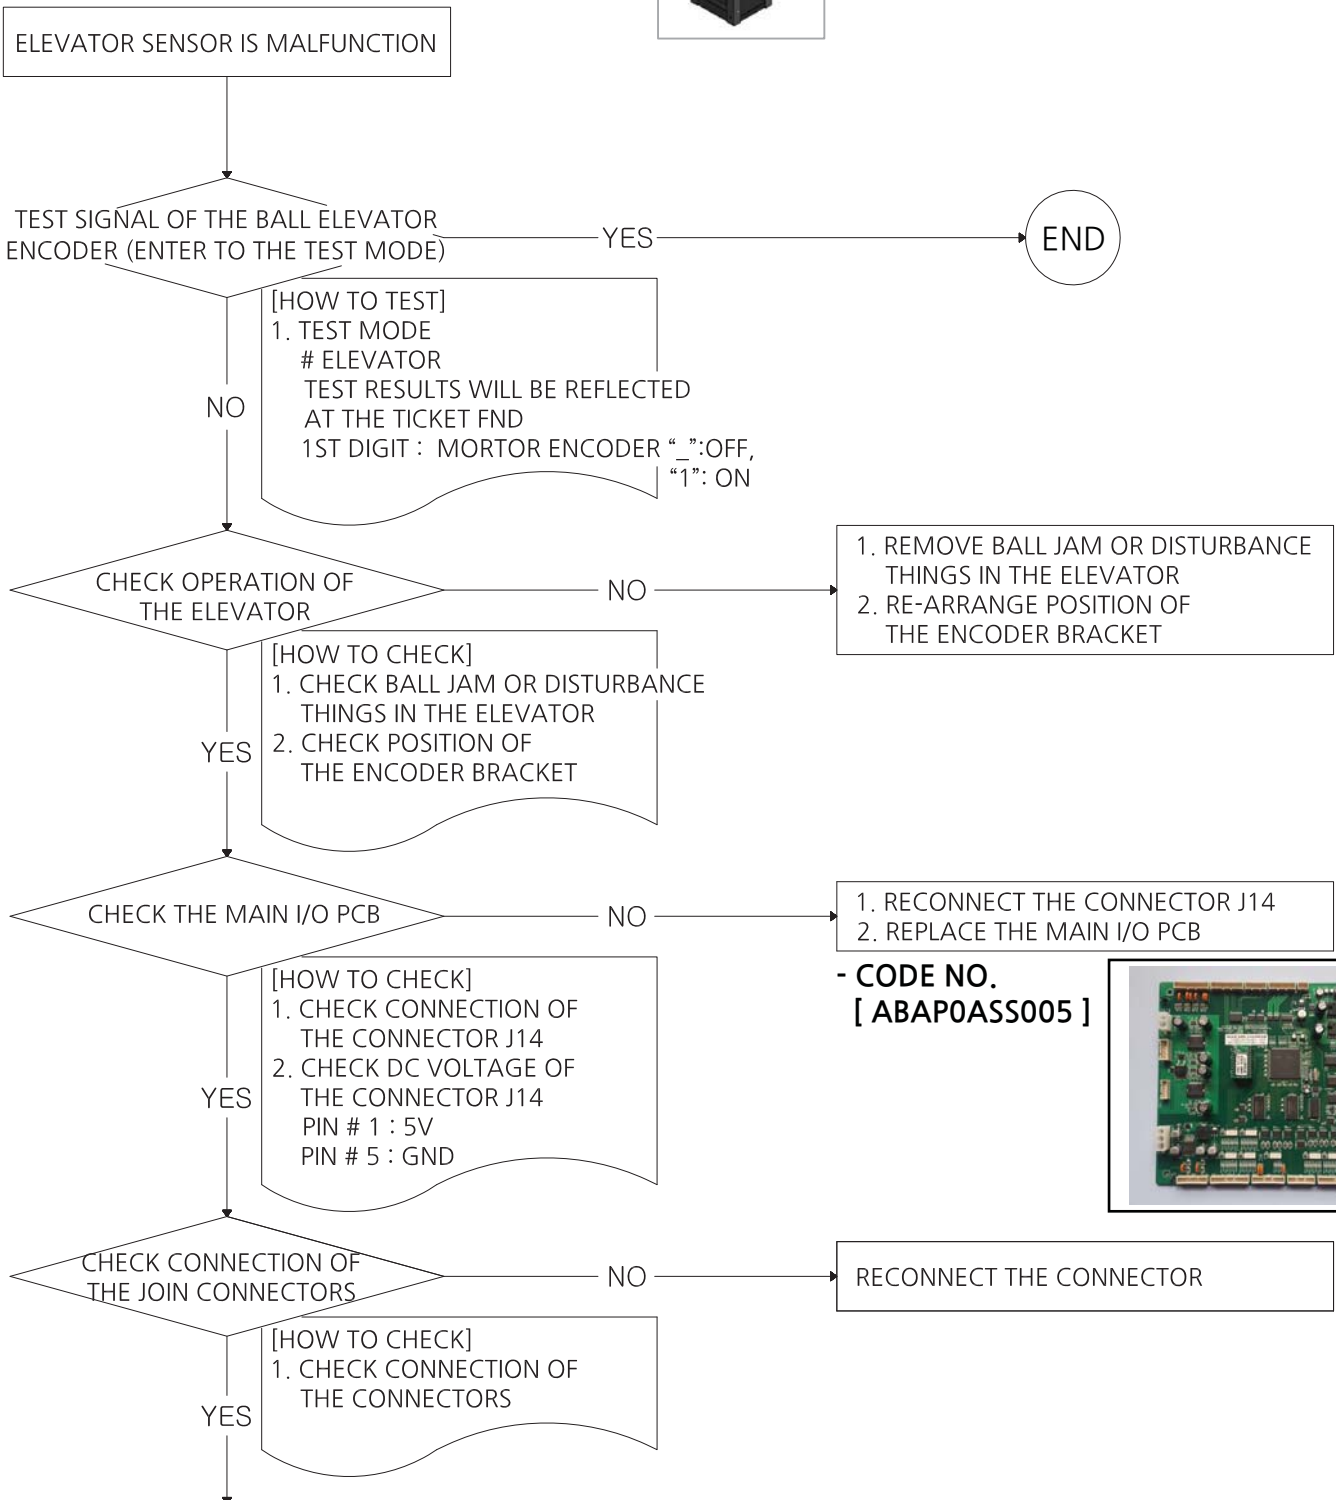 ELEVATOR SENSOR IS MALFUNCTION
TEST SIGNAL OF THE BALL ELEVATOR
ENCODER (ENTER TO THE TEST MODE)
YES
END
[HOW TO TEST]
1. TEST MODE
# ELEVATOR
TEST RESULTS WILL BE REFLECTED
AT THE TICKET FND
1ST DIGIT : MORTOR ENCODER “_”:OFF,
“1”: ON
NO
CHECK OPERATION OF
THE ELEVATOR
NO
1. REMOVE BALL JAM OR DISTURBANCE
THINGS IN THE ELEVATOR
2. RE-ARRANGE POSITION OF
THE ENCODER BRACKET
[HOW TO CHECK]
1. CHECK BALL JAM OR DISTURBANCE
THINGS IN THE ELEVATOR
2. CHECK POSITION OF
THE ENCODER BRACKET
YES
CHECK THE MAIN I/O PCB
NO
1. RECONNECT THE CONNECTOR J14
2. REPLACE THE MAIN I/O PCB
- CODE NO.
[ ABAP0ASS005 ]
[HOW TO CHECK]
1. CHECK CONNECTION OF
THE CONNECTOR J14
2. CHECK DC VOLTAGE OF
THE CONNECTOR J14
PIN # 1 : 5V
PIN # 5 : GND
YES
CHECK CONNECTION OF
THE JOIN CONNECTORS
NO
RECONNECT THE CONNECTOR
[HOW TO CHECK]
1. CHECK CONNECTION OF
THE CONNECTORS
YES